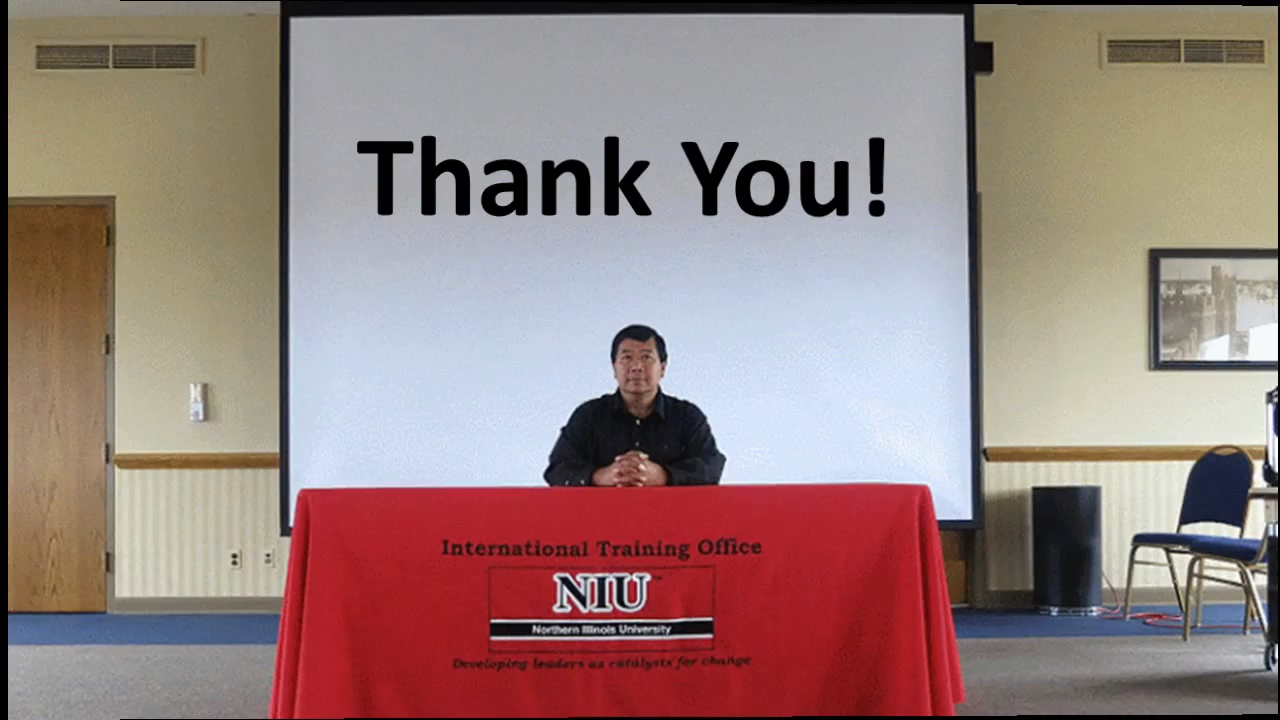 Thank You!
International Training Office
NIU
Northern Illinois University
Developing leaders as catalysts for change